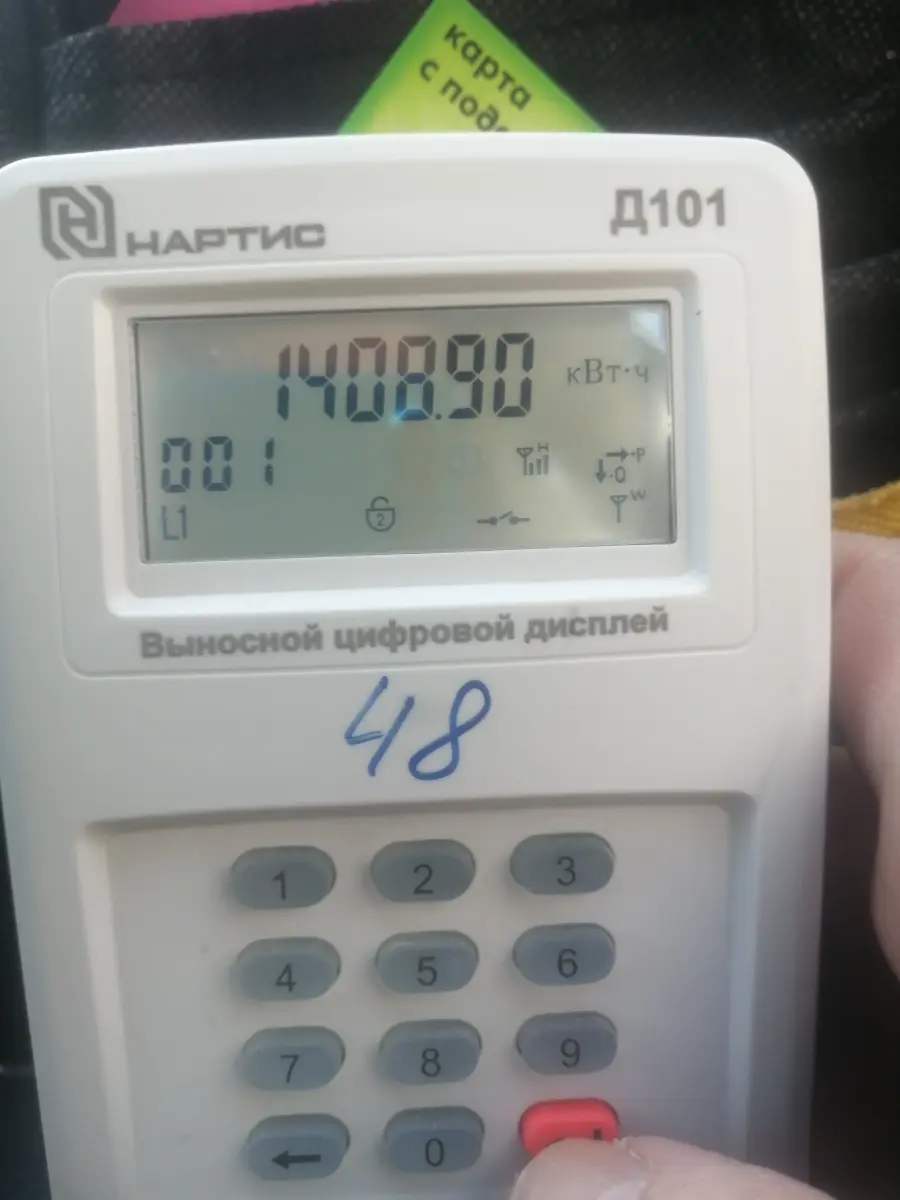 карта
с под
НАРТИС
Д101
1408.90 кВт·ч
001
H
P
Q
L1
2
W
Выносной цифровой дисплей
48
1 2 3
4 5 6
7 8 9
← 0